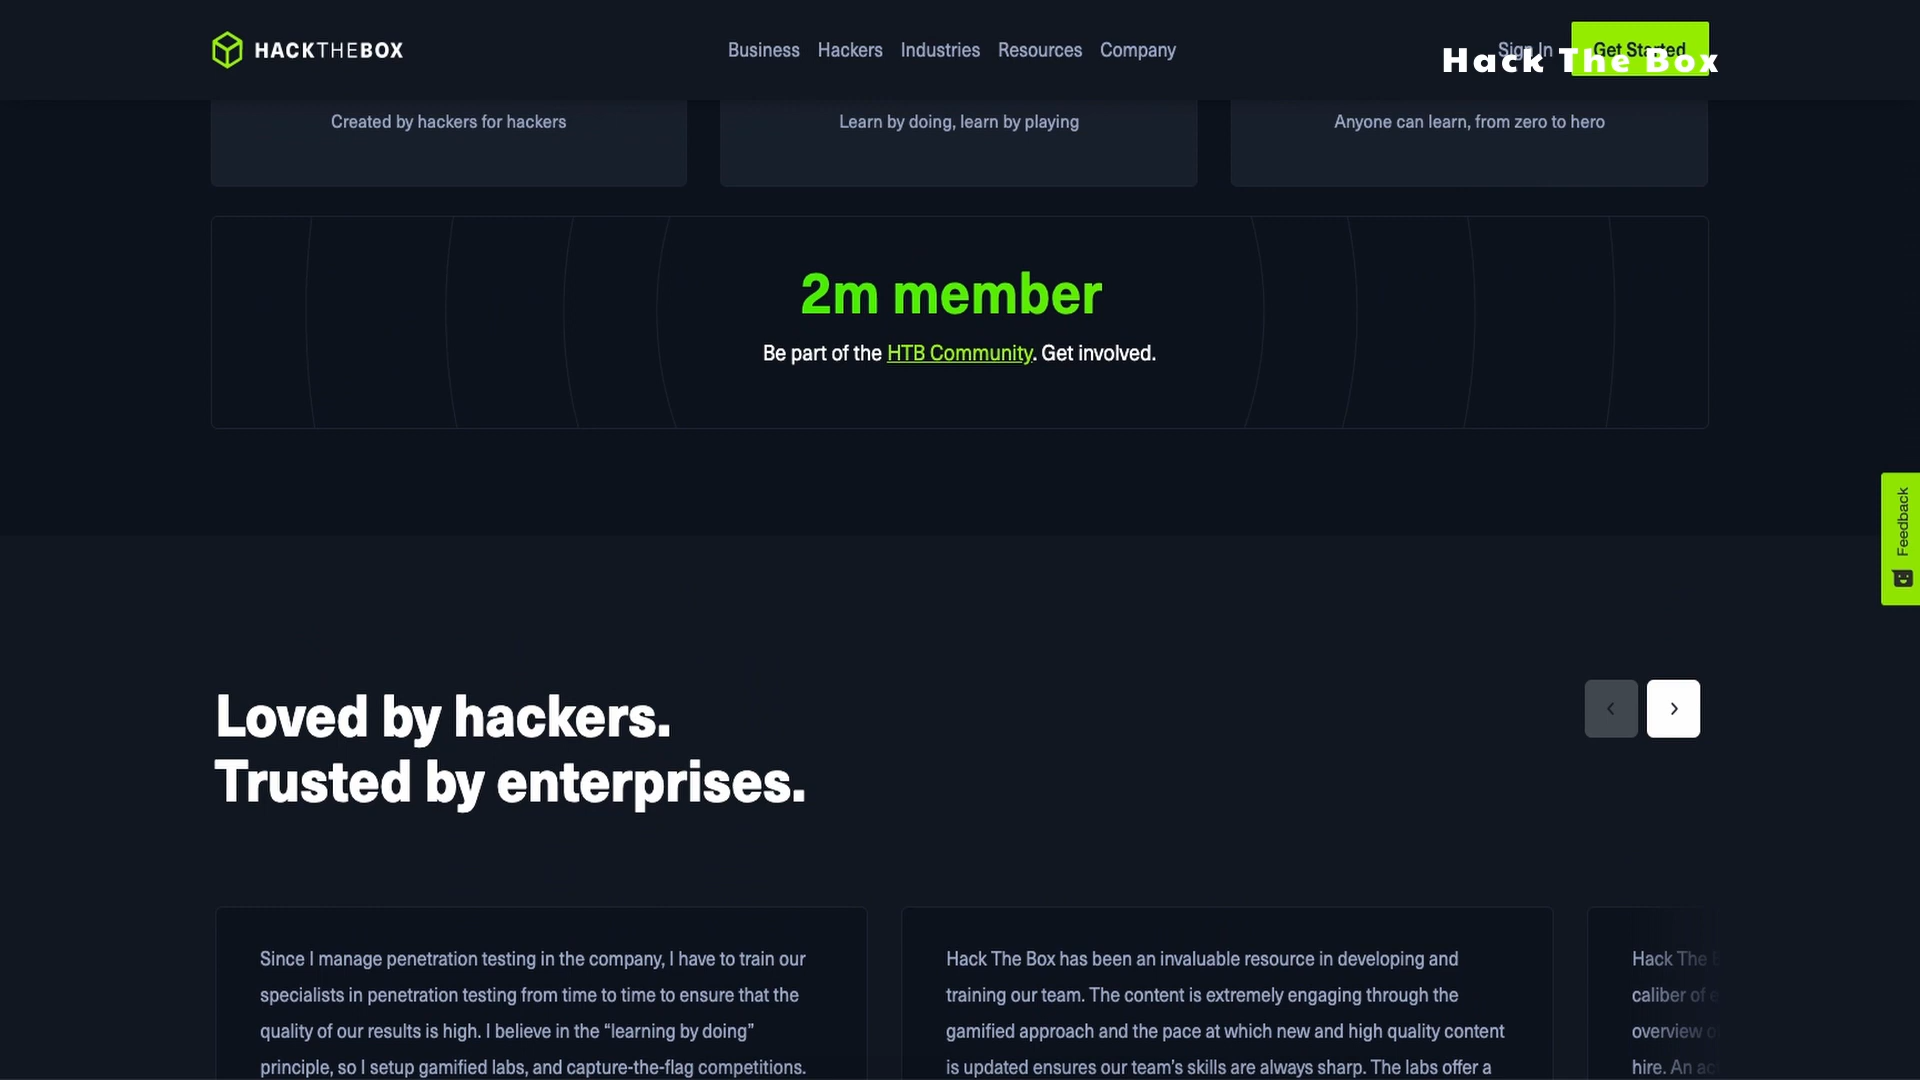 HACKTHEBOX
Business Hackers Industries Resources Company
Sign In
Get Started
Hack The Box
Created by hackers for hackers
Learn by doing, learn by playing
Anyone can learn, from zero to hero
2m member
Be part of the HTB Community. Get involved.
Feedback
Loved by hackers.
Trusted by enterprises.
Since I manage penetration testing in the company, I have to train our
specialists in penetration testing from time to time to ensure that the
quality of our results is high. I believe in the “learning by doing”
principle, so I setup gamified labs, and capture-the-flag competitions.
Hack The Box has been an invaluable resource in developing and
training our team. The content is extremely engaging through the
gamified approach and the pace at which new and high quality content
is updated ensures our team's skills are always sharp. The labs offer a
Hack The
caliber of
overview
hire. An